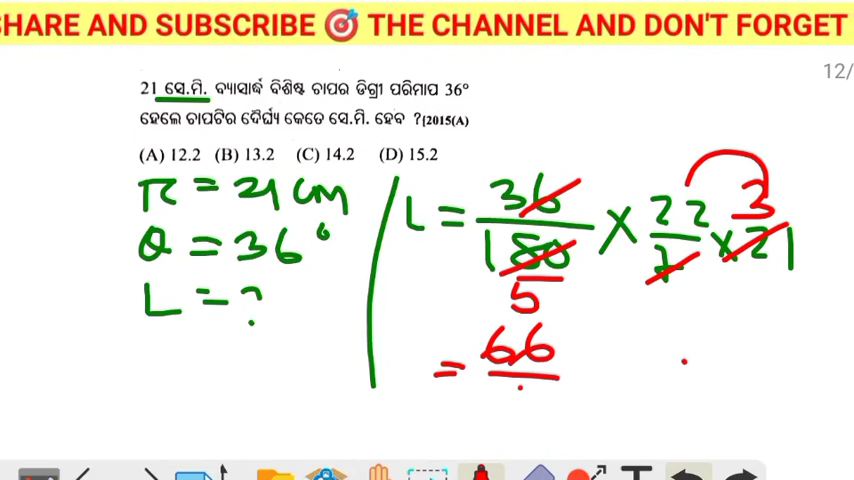 SHARE AND SUBSCRIBE 🎯 THE CHANNEL AND DON'T FORGET
12/
21 ସେ.ମି. ବ୍ୟାସାର୍ଦ୍ଧ ବିଶିଷ୍ଟ ଚାପର ଡିଗ୍ରୀ ପରିମାପ 36°
ହେଲେ ଚାପଟିର ଦୈର୍ଘ୍ୟ କେତେ ସେ.ମି. ହେବ ?[2015(A)
(A) 12.2 (B) 13.2 (C) 14.2 (D) 15.2
r = 21 cm
θ = 36°
L = ?
L = 36/180 × 22/7 × 21
3
5
= 66
T